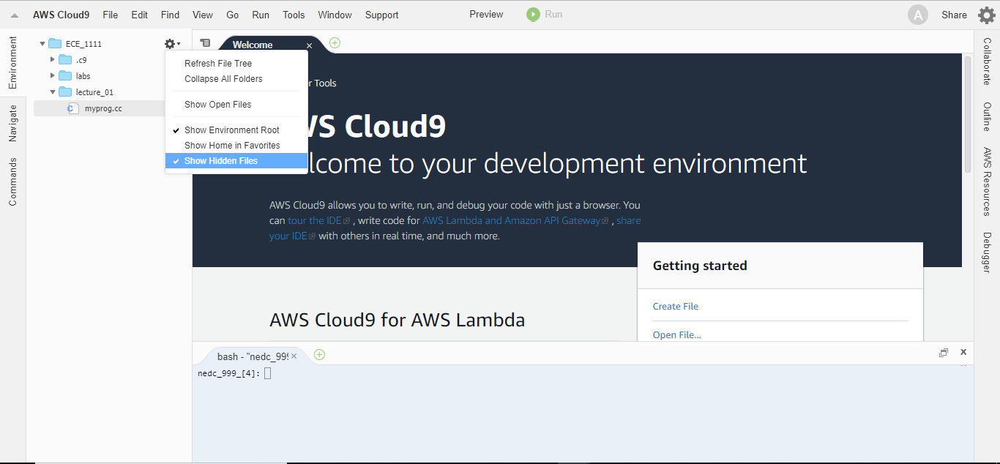 AWS Cloud9 File Edit Find View Go Run Tools Window Support Preview Run A Share
Environment
Navigate
Commands
ECE_1111
.c9
labs
lecture_01
myprog.cc
Refresh File Tree
Collapse All Folders
Show Open Files
Show Environment Root
Show Home in Favorites
Show Hidden Files
Welcome
r Tools
WS Cloud9
lcome to your development environment
AWS Cloud9 allows you to write, run, and debug your code with just a browser. You
can tour the IDE , write code for AWS Lambda and Amazon API Gateway , share
your IDE with others in real time, and much more.
Getting started
Create File
Open File...
AWS Cloud9 for AWS Lambda
bash - "nedc_999
nedc_999_[4]:
Collaborate
Outline
AWS Resources
Debugger